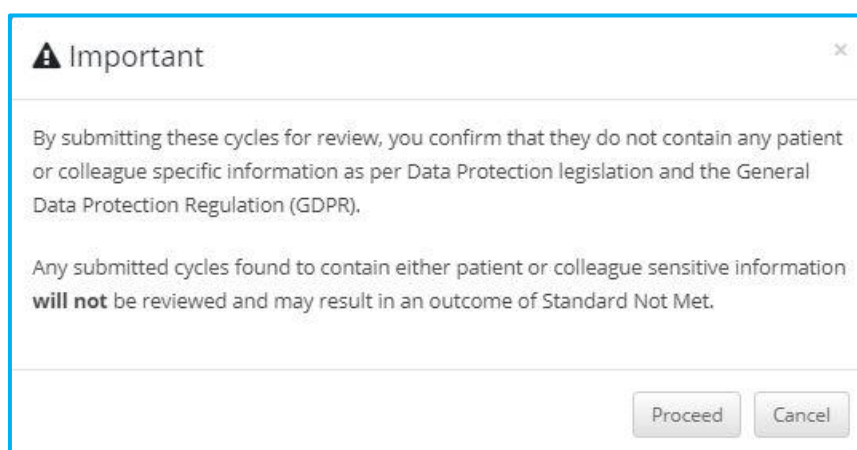 Important
×
By submitting these cycles for review, you confirm that they do not contain any patient
or colleague specific information as per Data Protection legislation and the General
Data Protection Regulation (GDPR).
Any submitted cycles found to contain either patient or colleague sensitive information
will not be reviewed and may result in an outcome of Standard Not Met.
Proceed Cancel